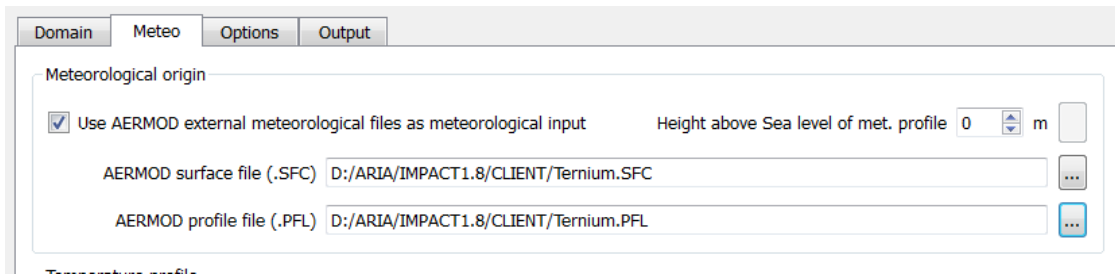 Domain Meteo Options Output
Meteorological origin
Use AERMOD external meteorological files as meteorological input Height above Sea level of met. profile 0 m
AERMOD surface file (.SFC) D:/ARIA/IMPACT1.8/CLIENT/Ternium.SFC ...
AERMOD profile file (.PFL) D:/ARIA/IMPACT1.8/CLIENT/Ternium.PFL ...
Temperature profile